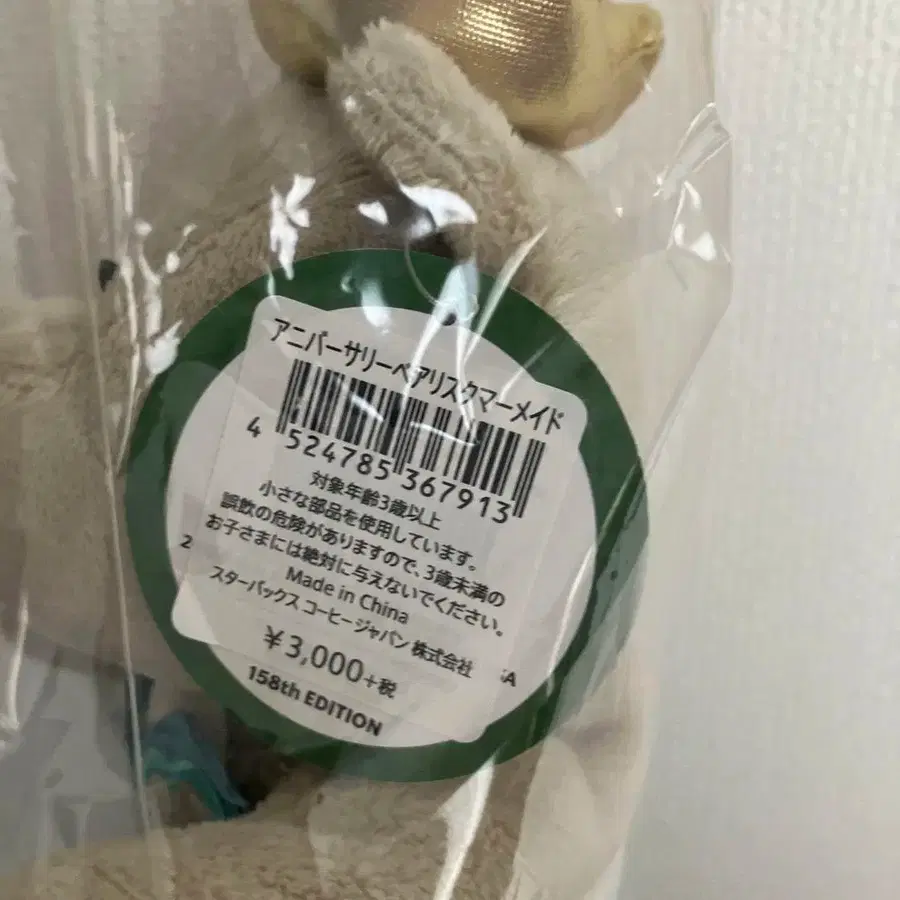 アニバーサリーベアリスタマーメイド
4 524785 367913
対象年齢3歳以上
小さな部品を使用しています。
誤飲の危険がありますので、3歳未満の
お子さまには絶対に与えないでください。
Made in China
スターバックス コーヒー ジャパン 株式会社
¥3,000+税
158th EDITION